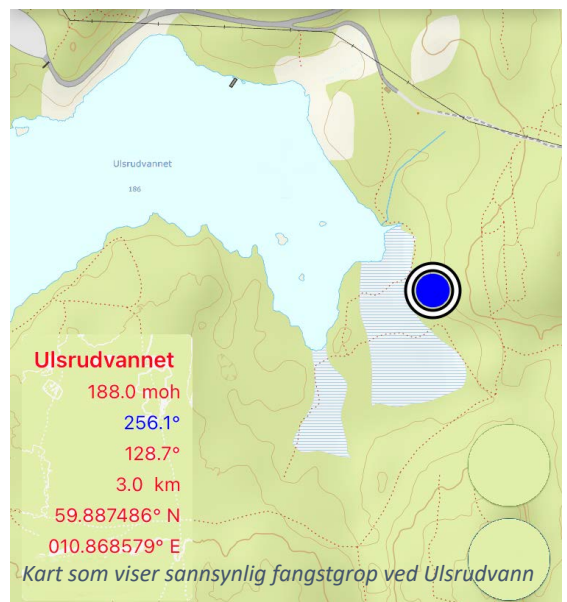 Ulsrudvannet
186
Ulsrudvannet
188.0 moh
256.1°
128.7°
3.0 km
59.887486° N
010.868579° E
Kart som viser sannsynlig fangstgrop ved Ulsrudvann